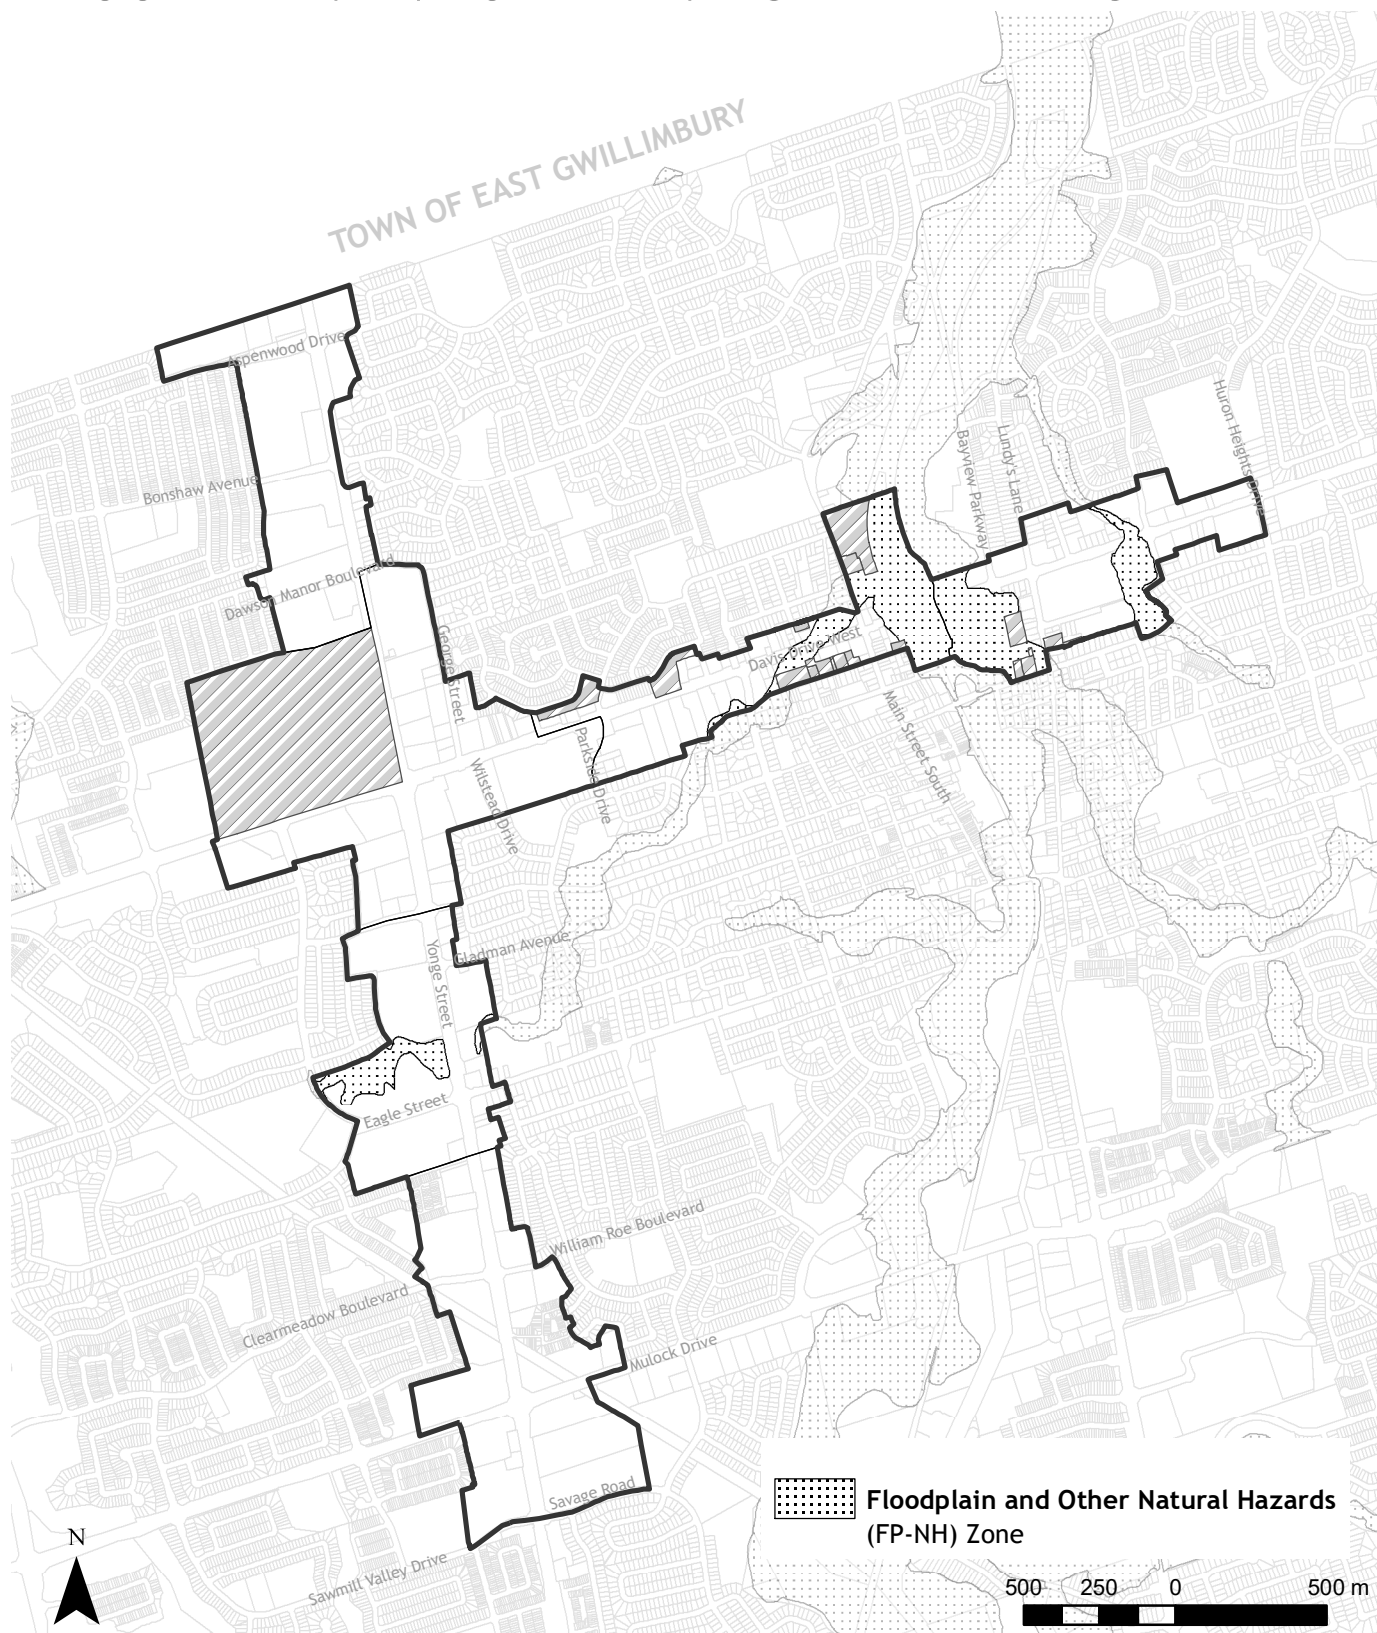 TOWN OF EAST GWILLIMBURY
Aspenwood Drive
Huron Heights Drive
Lundy's Lane
Bayview Parkway
Bonshaw Avenue
Dawson Manor Boulevard
George Street
Davis Drive West
Main Street South
Parkside Drive
Wilstead Drive
Gladman Avenue
Yonge Street
Eagle Street
William Roe Boulevard
Clearmeadow Boulevard
Mulock Drive
Savage Road
Sawmill Valley Drive
Floodplain and Other Natural Hazards
(FP-NH) Zone
N
500 250 0 500 m